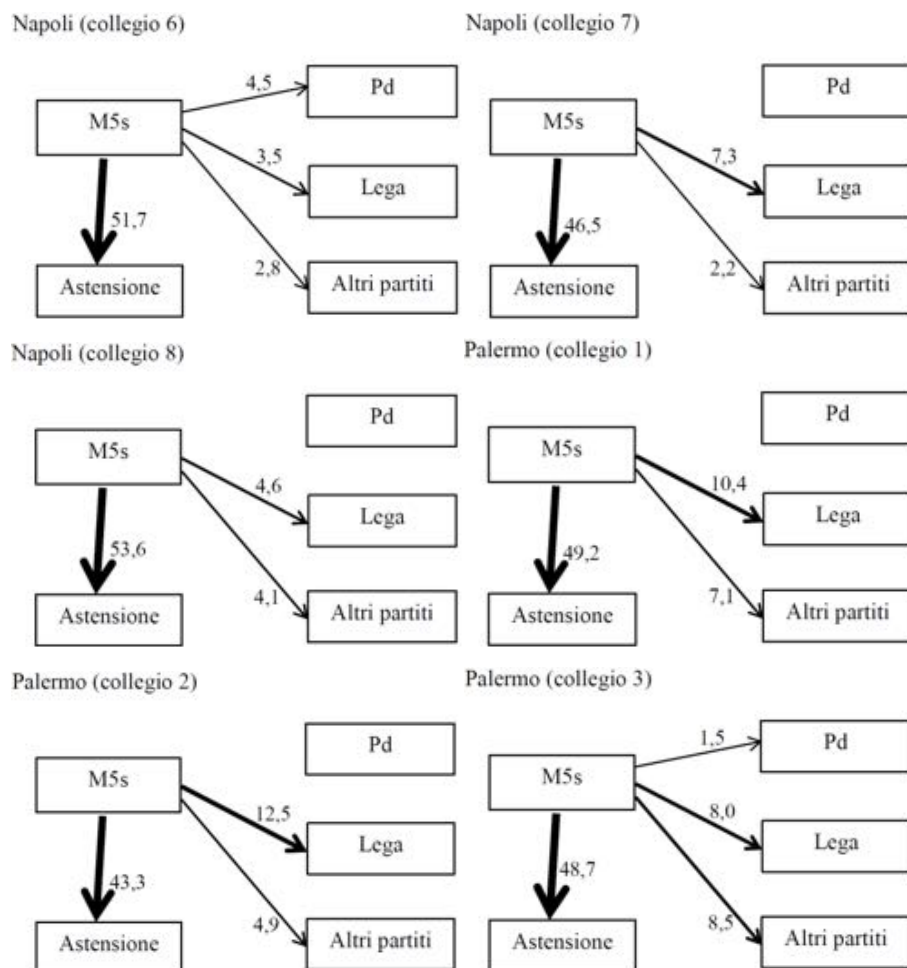 Napoli (collegio 6)
Napoli (collegio 7)
M5s
4,5
Pd
3,5
Lega
51,7
2,8
Astensione
Altri partiti
M5s
Pd
7,3
Lega
46,5
2,2
Astensione
Altri partiti
Napoli (collegio 8)
Palermo (collegio 1)
M5s
Pd
4,6
Lega
53,6
4,1
Astensione
Altri partiti
M5s
Pd
10,4
Lega
49,2
7,1
Astensione
Altri partiti
Palermo (collegio 2)
Palermo (collegio 3)
M5s
Pd
12,5
Lega
43,3
4,9
Astensione
Altri partiti
M5s
1,5
Pd
8,0
Lega
48,7
8,5
Astensione
Altri partiti